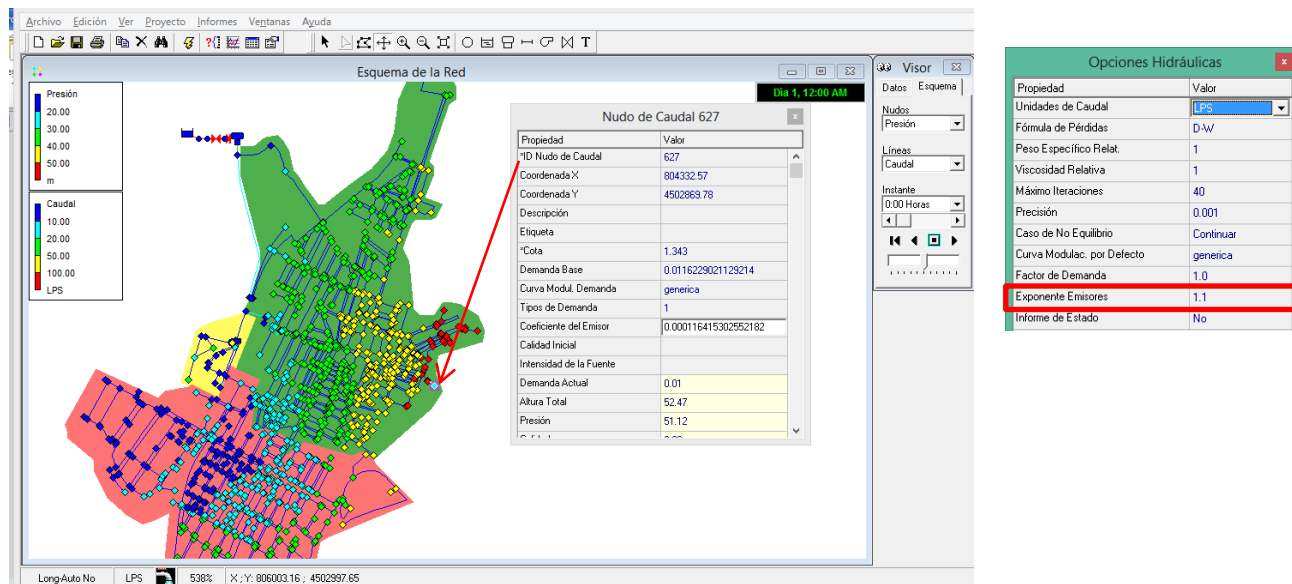 Archivo Edición Ver Proyecto Informes Ventanas Ayuda
T
Esquema de la Red
Día 1, 12:00 AM
Presión
20.00
30.00
40.00
50.00
m
Caudal
10.00
20.00
50.00
100.00
LPS
Nudo de Caudal 627
Propiedad Valor
*ID Nudo de Caudal 627
Coordenada X 804332.57
Coordenada Y 4502869.78
Descripción
Etiqueta
*Cota 1.343
Demanda Base 0.0116229021129214
Curva Modul. Demanda generica
Tipos de Demanda 1
Coeficiente del Emisor 0.000116415302552182
Calidad Inicial
Intensidad de la Fuente
Demanda Actual 0.01
Altura Total 52.47
Presión 51.12
Visor
Datos Esquema
Nudos
Presión
Líneas
Caudal
Instante
0:00 Horas
Long-Auto No LPS 538% X ; Y: 806003.16 ; 4502997.65
Opciones Hidráulicas
Propiedad Valor
Unidades de Caudal LPS
Fórmula de Pérdidas D-W
Peso Específico Relat. 1
Viscosidad Relativa 1
Máximo Iteraciones 40
Precisión 0.001
Caso de No Equilibrio Continuar
Curva Modulac. por Defecto generica
Factor de Demanda 1.0
Exponente Emisores 1.1
Informe de Estado No